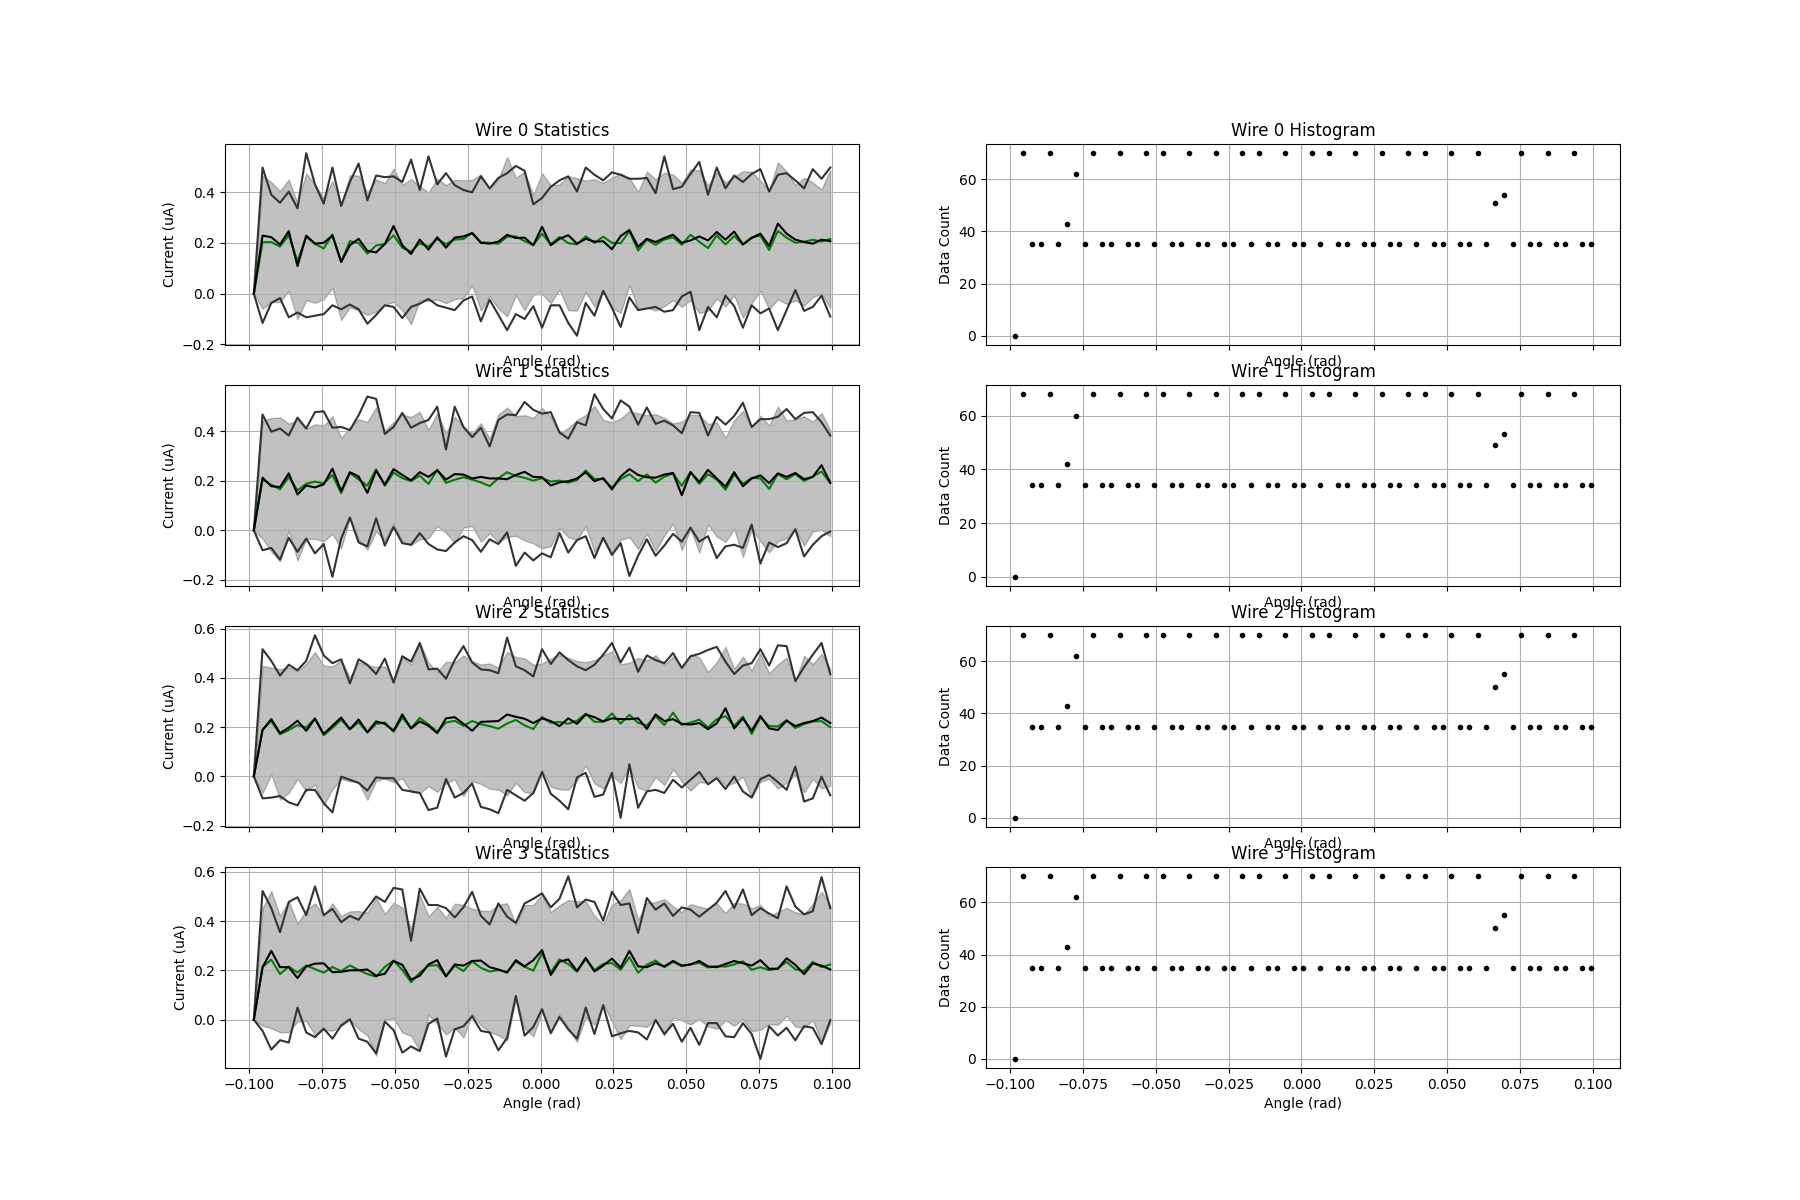 Wire 0 Statistics
Current (uA)
0.4
0.2
0.0
−0.2
Angle (rad)
Wire 0 Histogram
Data Count
60
40
20
0
Angle (rad)
Wire 1 Statistics
Current (uA)
0.4
0.2
0.0
−0.2
Angle (rad)
Wire 1 Histogram
Data Count
60
40
20
0
Angle (rad)
Wire 2 Statistics
Current (uA)
0.6
0.4
0.2
0.0
−0.2
Angle (rad)
Wire 2 Histogram
Data Count
60
40
20
0
Angle (rad)
Wire 3 Statistics
Current (uA)
0.6
0.4
0.2
0.0
−0.100 −0.075 −0.050 −0.025 0.000 0.025 0.050 0.075 0.100
Angle (rad)
Wire 3 Histogram
Data Count
60
40
20
0
−0.100 −0.075 −0.050 −0.025 0.000 0.025 0.050 0.075 0.100
Angle (rad)